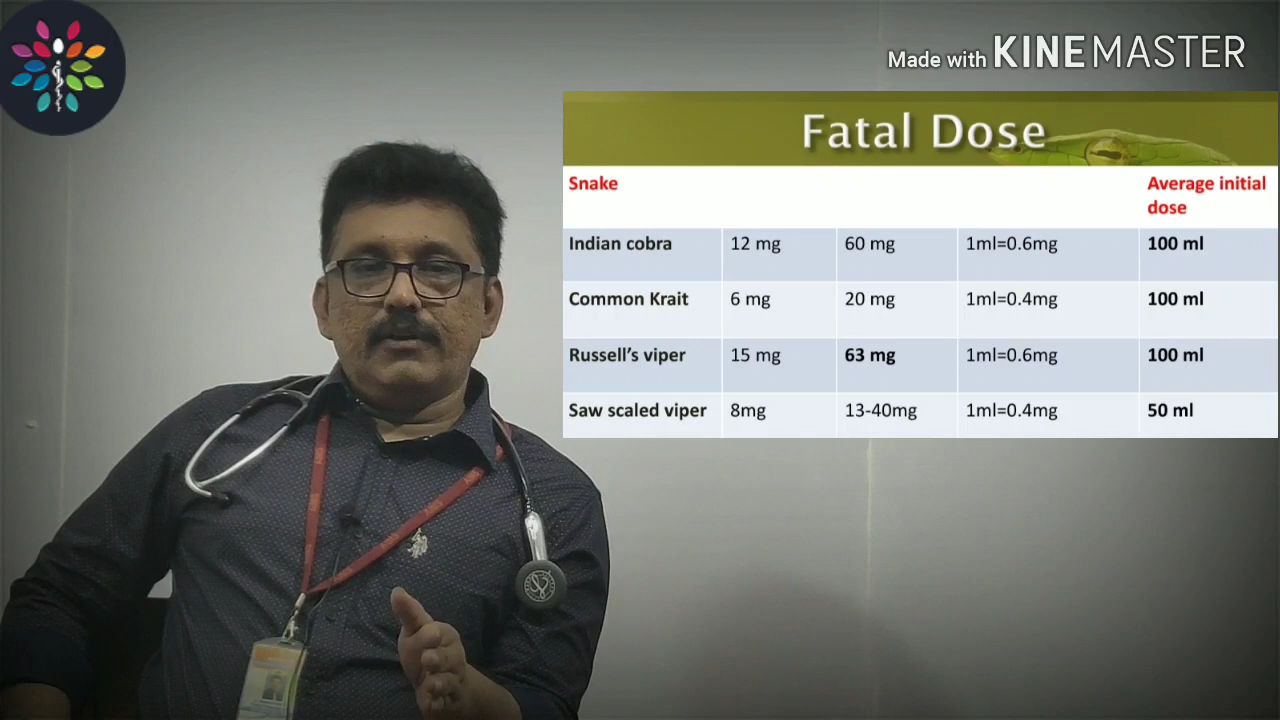 Made with KINEMASTER
Fatal Dose
Snake Average initial dose
Indian cobra 12 mg 60 mg 1ml=0.6mg 100 ml
Common Krait 6 mg 20 mg 1ml=0.4mg 100 ml
Russell’s viper 15 mg 63 mg 1ml=0.6mg 100 ml
Saw scaled viper 8mg 13-40mg 1ml=0.4mg 50 ml